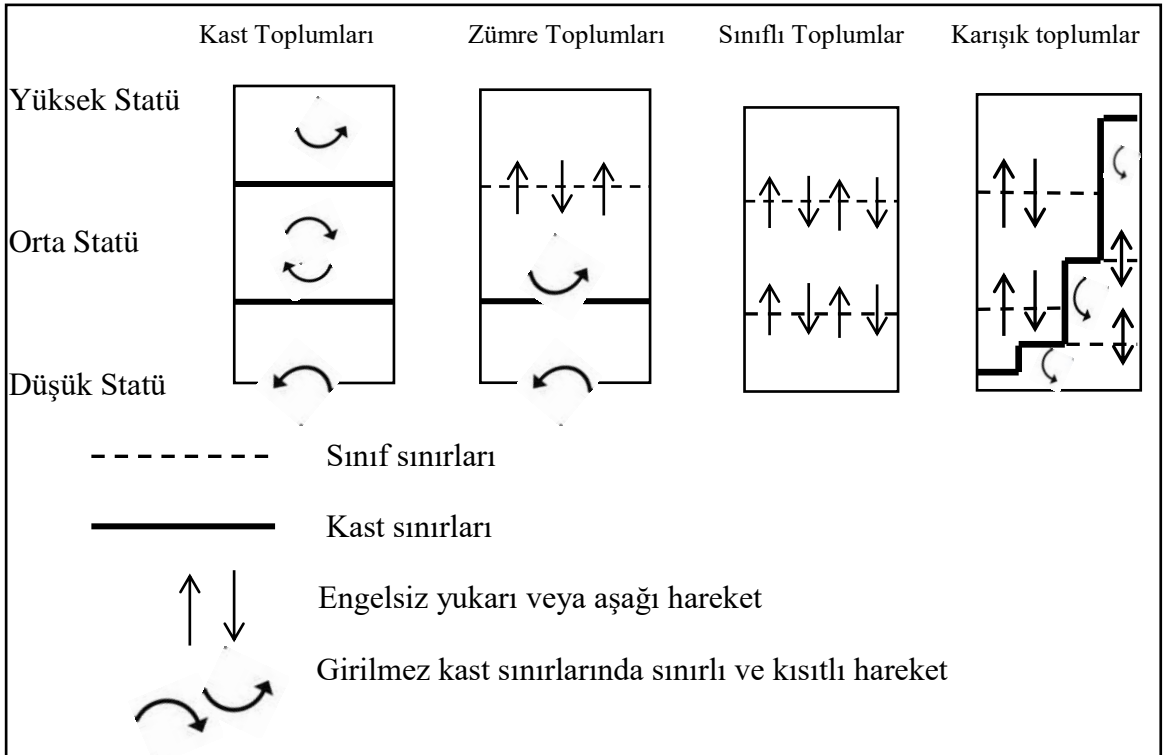 Kast Toplumları Zümre Toplumları Sınıflı Toplumlar Karışık toplumlar
Yüksek Statü
Orta Statü
Düşük Statü
Sınıf sınırları
Kast sınırları
Engelsiz yukarı veya aşağı hareket
Girilmez kast sınırlarında sınırlı ve kısıtlı hareket